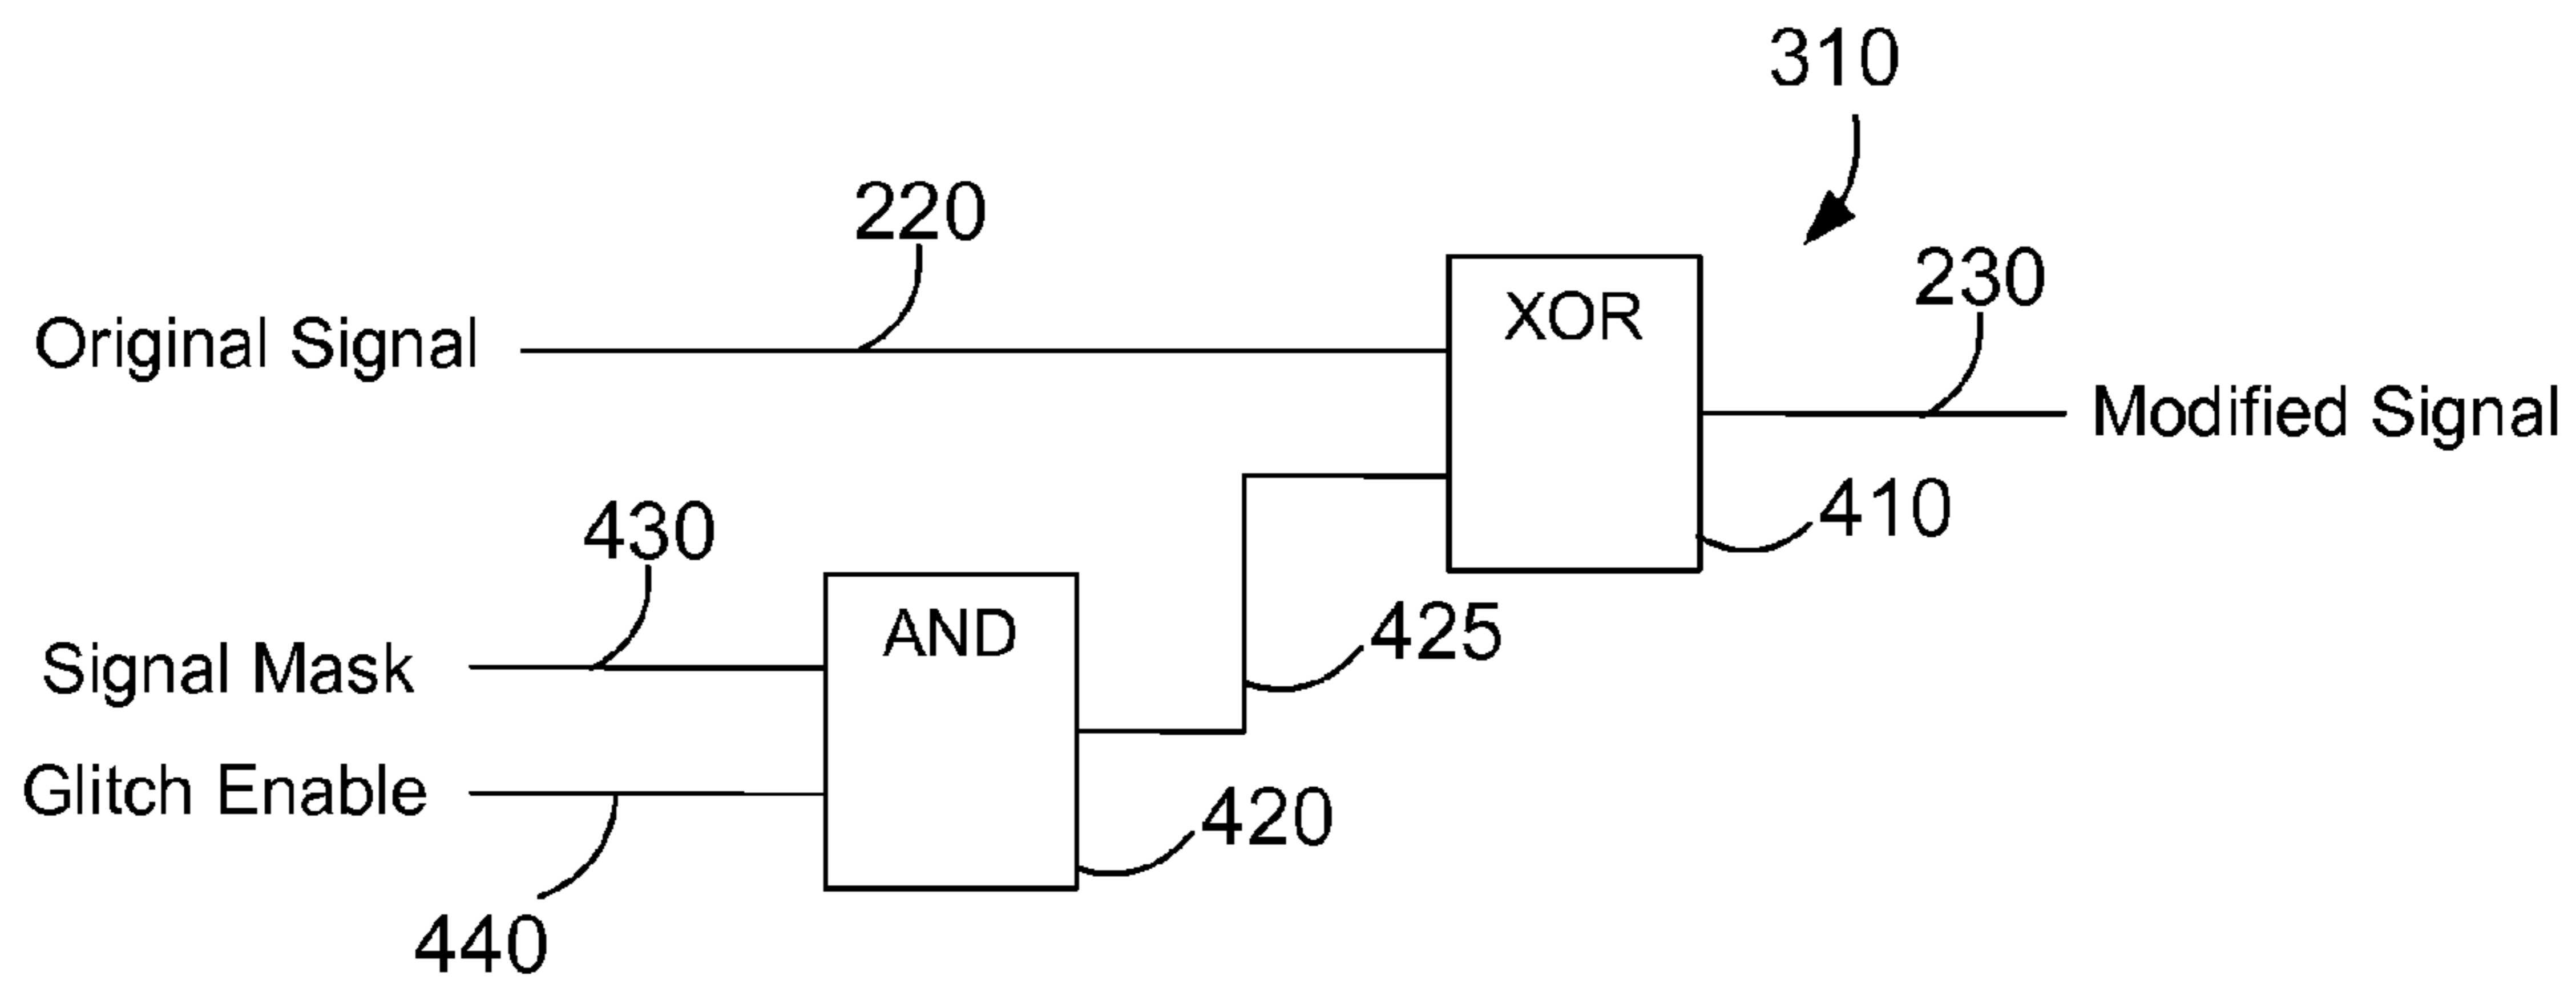 310
220
230
Original Signal
XOR
Modified Signal
430
410
AND
425
Signal Mask
Glitch Enable
420
440